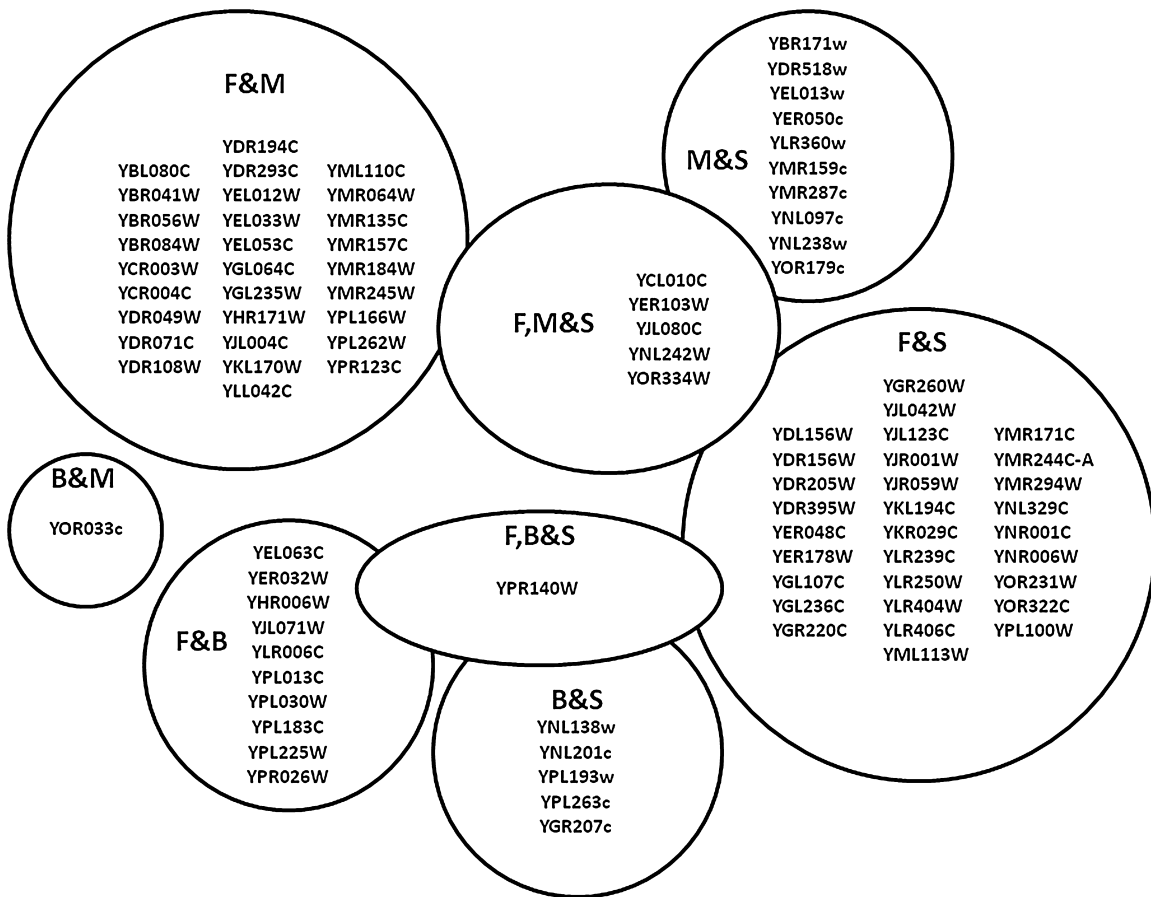 F&M
YDR194C
YBL080C YDR293C YML110C
YBR041W YEL012W YMR064W
YBR056W YEL033W YMR135C
YBR084W YEL053C YMR157C
YCR003W YGL064C YMR184W
YCR004C YGL235W YMR245W
YDR049W YHR171W YPL166W
YDR071C YJL004C YPL262W
YDR108W YKL170W YPR123C
YLL042C
M&S
YBR171w
YDR518w
YEL013w
YER050c
YLR360w
YMR159c
YMR287c
YNL097c
YNL238w
YOR179c
F,M&S
YCL010C
YER103W
YJL080C
YNL242W
YOR334W
F&S
YGR260W
YJL042W
YDL156W YJL123C YMR171C
YDR156W YJR001W YMR244C-A
YDR205W YJR059W YMR294W
YDR395W YKL194C YNL329C
YER048C YKR029C YNR001C
YER178W YLR239C YNR006W
YGL107C YLR250W YOR231W
YGL236C YLR404W YOR322C
YGR220C YLR406C YPL100W
YML113W
B&M
YOR033c
F,B&S
YPR140W
F&B
YEL063C
YER032W
YHR006W
YJL071W
YLR006C
YPL013C
YPL030W
YPL183C
YPL225W
YPR026W
B&S
YNL138w
YNL201c
YPL193w
YPL263c
YGR207c